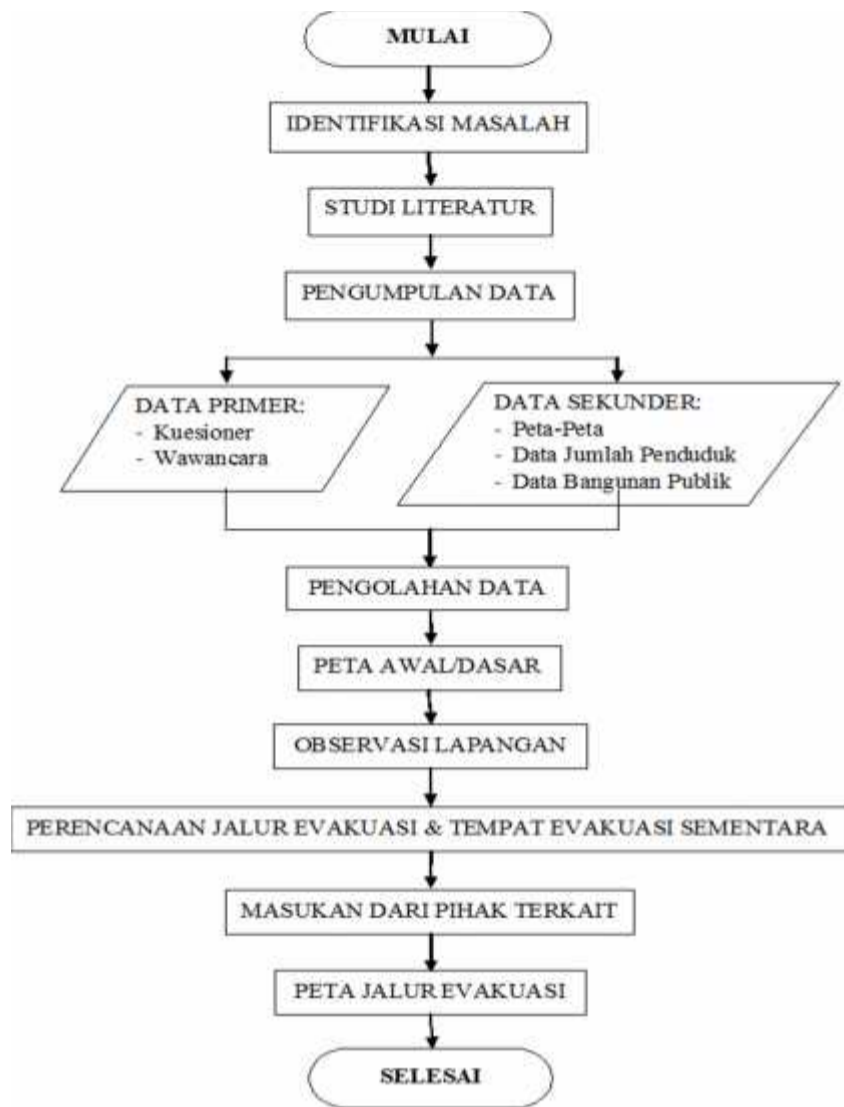 MULAI
IDENTIFIKASI MASALAH
STUDI LITERATUR
PENGUMPULAN DATA
DATA PRIMER:
- Kuesioner
- Wawancara
DATA SEKUNDER:
- Peta-Peta
- Data Jumlah Penduduk
- Data Bangunan Publik
PENGOLAHAN DATA
PETA AWAL/DASAR
OBSERVASI LAPANGAN
PERENCANAAN JALUR EVAKUASI & TEMPAT EVAKUASI SEMENTARA
MASUKAN DARI PIHAK TERKAIT
PETA JALUR EVAKUASI
SELESAI